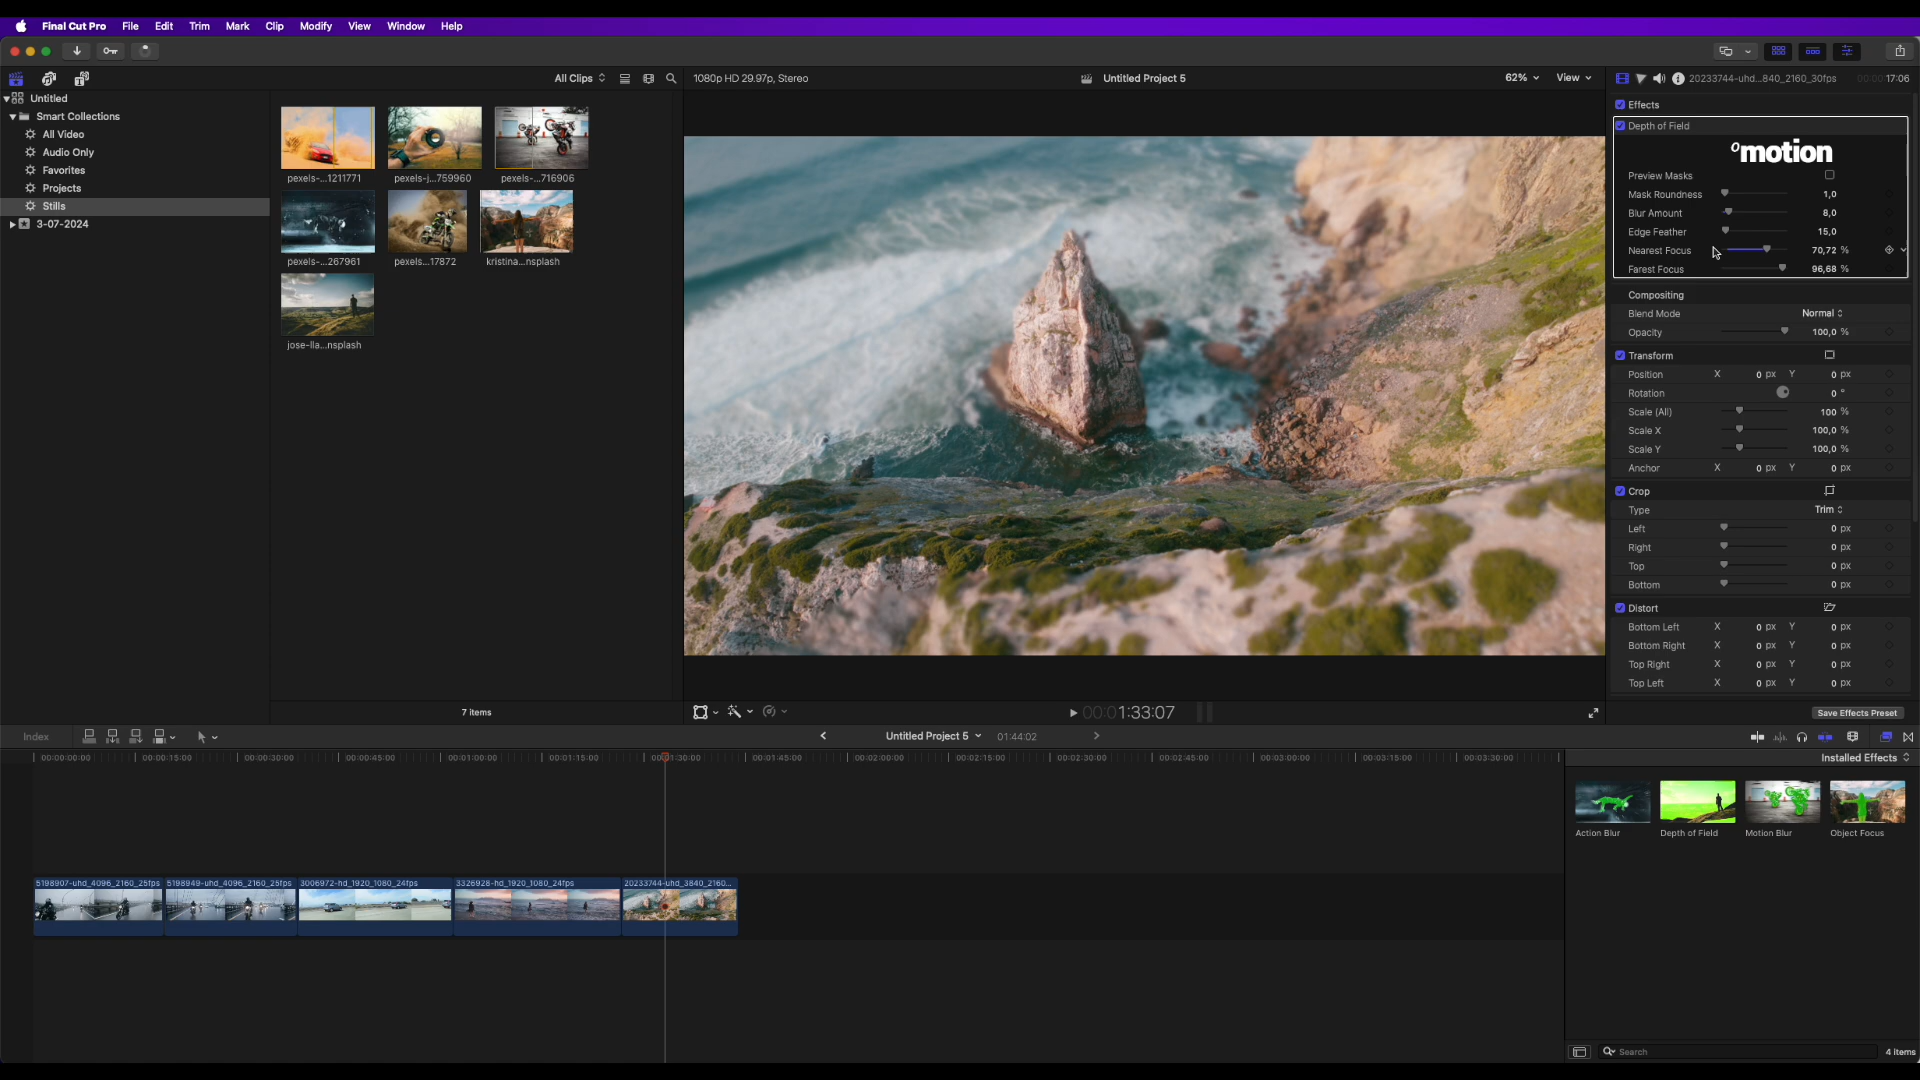 Final Cut Pro File Edit Trim Mark Clip Modify View Window Help
All Clips
1080p HD 29.97p, Stereo
Untitled Project 5
62% View
20233744-uhd...840_2160_30fps
00:00 17:06
Untitled
Smart Collections
All Video
Audio Only
Favorites
Projects
Stills
3-07-2024
pexels-...1211771
pexels-j...759960
pexels-...716906
pexels-...267961
pexels...17872
kristina...nsplash
jose-lla...nsplash
7 items
00:01:33:07
Effects
Depth of Field
omotion
Preview Masks
Mask Roundness 1,0
Blur Amount 8,0
Edge Feather 15,0
Nearest Focus 70,72 %
Farest Focus 96,68 %
Compositing
Blend Mode Normal
Opacity 100,0 %
Transform
Position X 0 px Y 0 px
Rotation 0 °
Scale (All) 100 %
Scale X 100,0 %
Scale Y 100,0 %
Anchor X 0 px Y 0 px
Crop
Type Trim
Left 0 px
Right 0 px
Top 0 px
Bottom 0 px
Distort
Bottom Left X 0 px Y 0 px
Bottom Right X 0 px Y 0 px
Top Right X 0 px Y 0 px
Top Left X 0 px Y 0 px
Save Effects Preset
Index
Untitled Project 5 01:44:02
00:00:00:00 00:00:15:00 00:00:30:00 00:00:45:00 00:01:00:00 00:01:15:00 00:01:30:00 00:01:45:00 00:02:00:00 00:02:15:00 00:02:30:00 00:02:45:00 00:03:00:00 00:03:15:00 00:03:30:00
5198907-uhd_4096_2160_25fps 5198949-uhd_4096_2160_25fps 3006972-hd_1920_1080_24fps 3326928-hd_1920_1080_24fps 20233744-uhd_3840_2160...
Installed Effects
Action Blur
Depth of Field
Motion Blur
Object Focus
Search
4 items